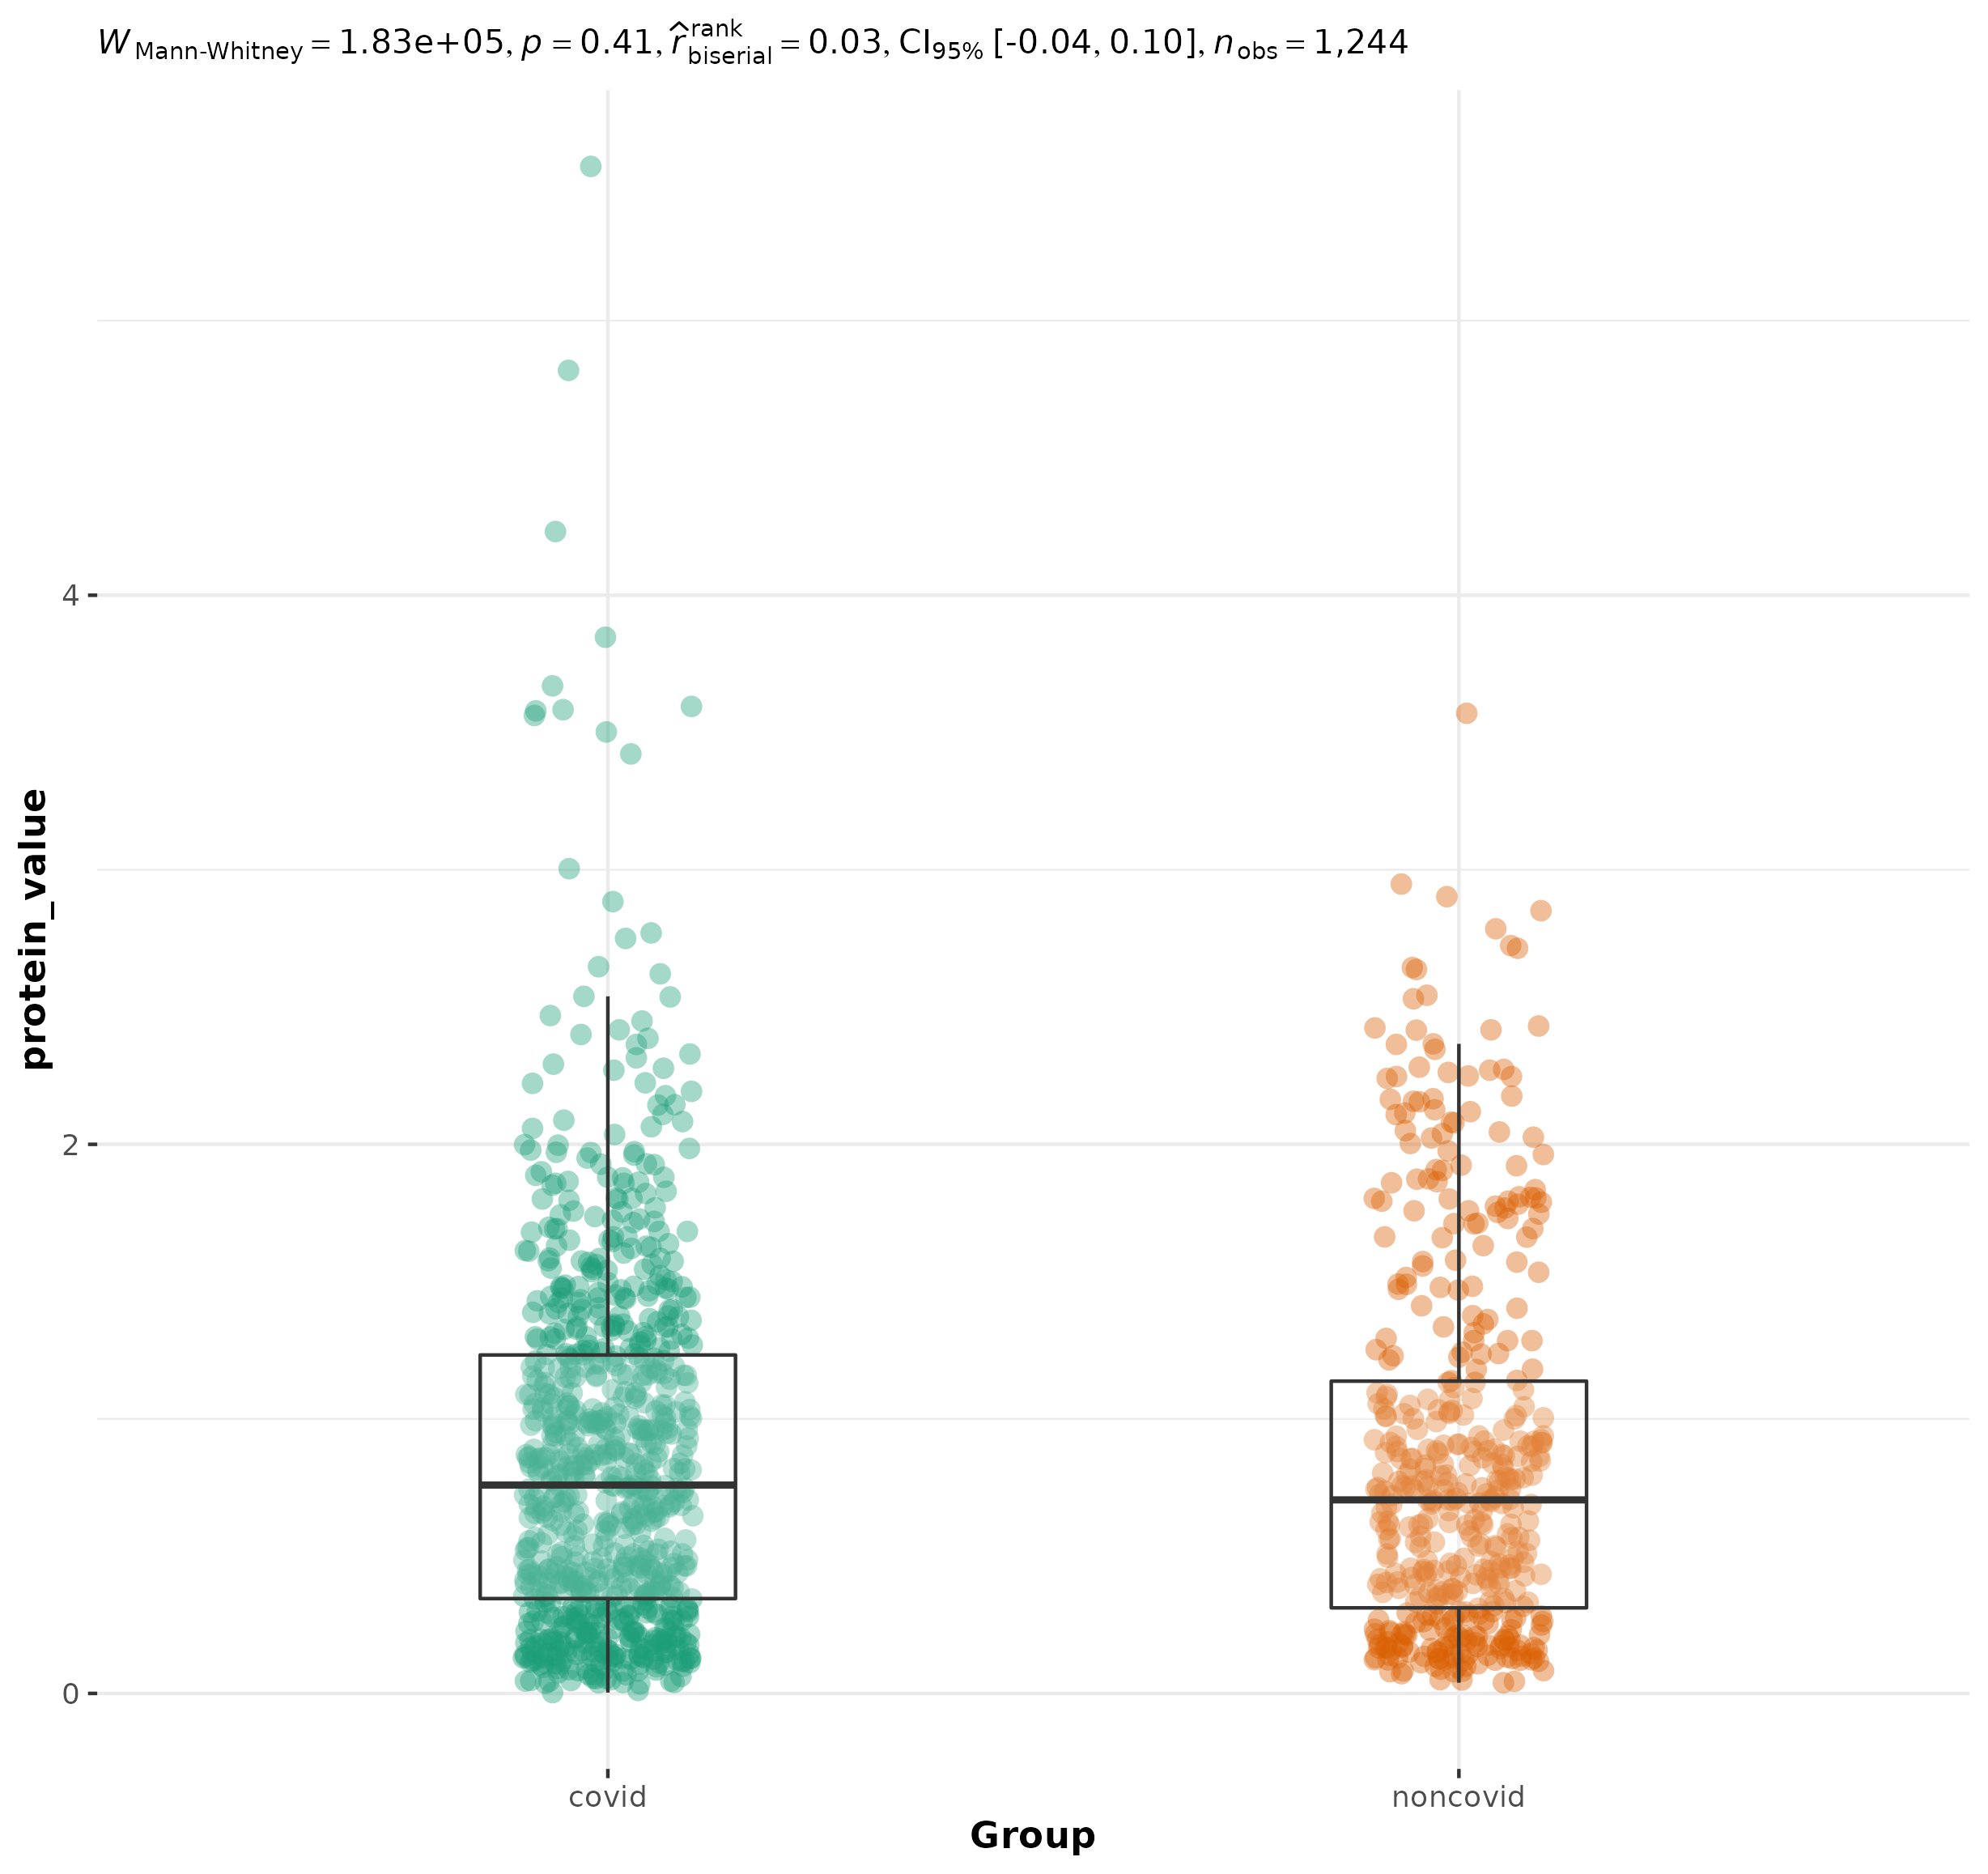 W Mann-Whitney = 1.83e+05, p = 0.41, r̂ rank biserial = 0.03, CI95% [-0.04, 0.10], n obs = 1,244
4
2
0
protein_value
covid noncovid
Group